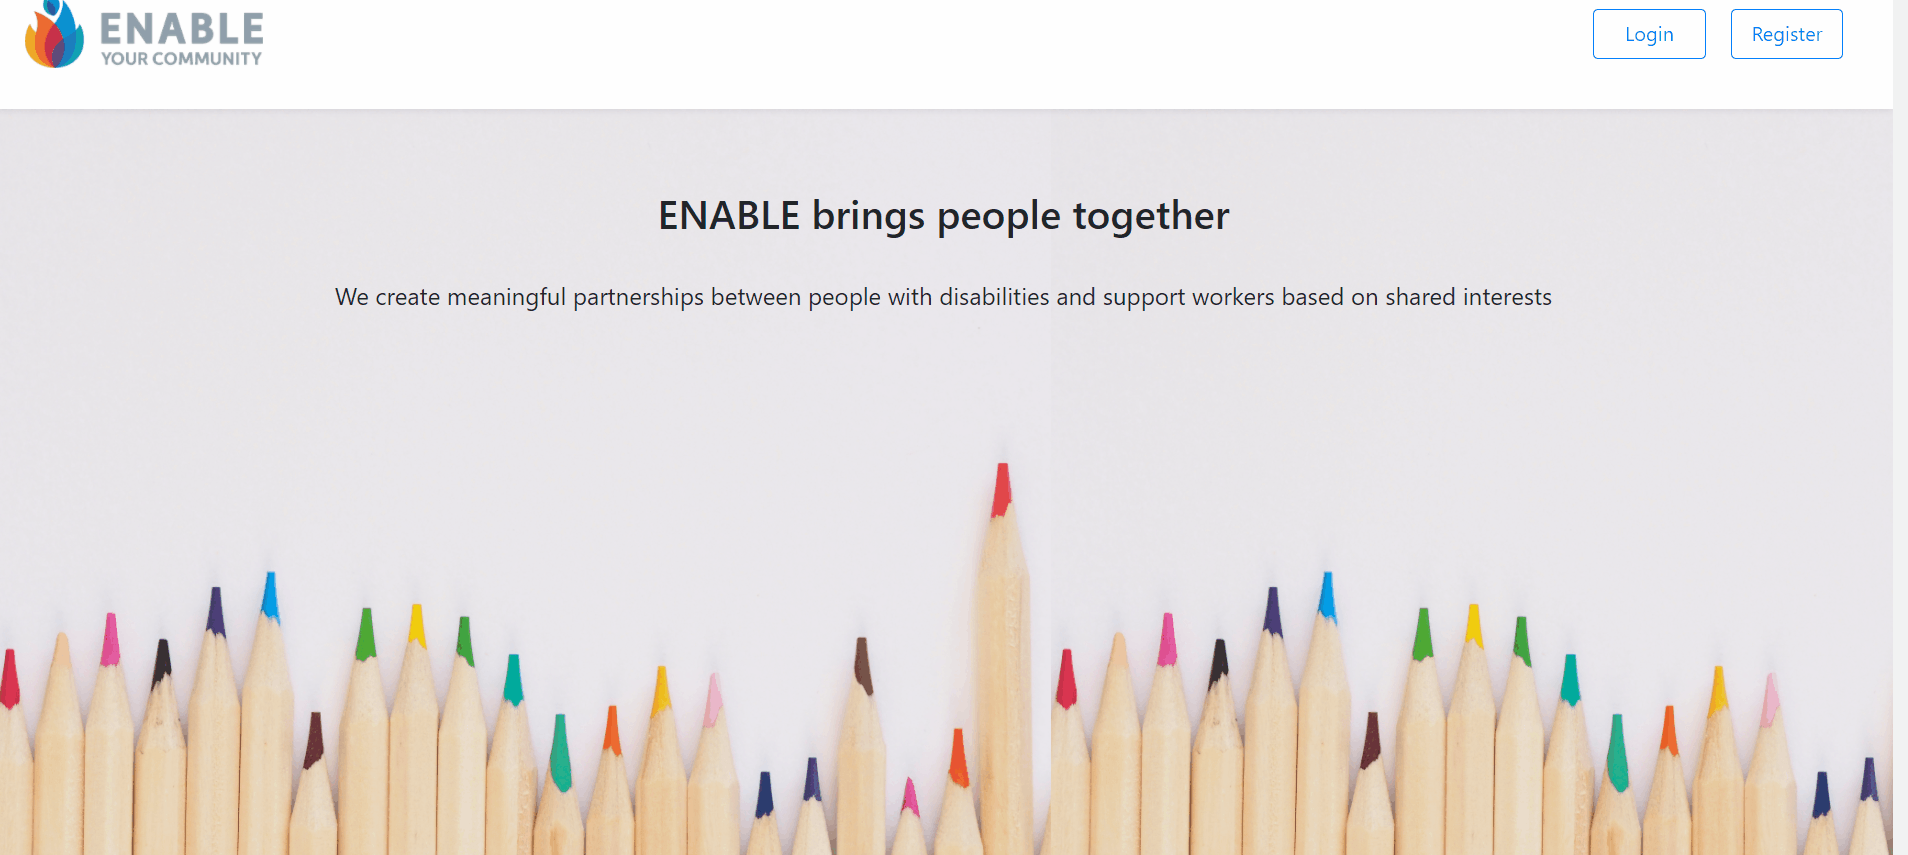 ENABLE
YOUR COMMUNITY
Login
Register
ENABLE brings people together
We create meaningful partnerships between people with disabilities and support workers based on shared interests